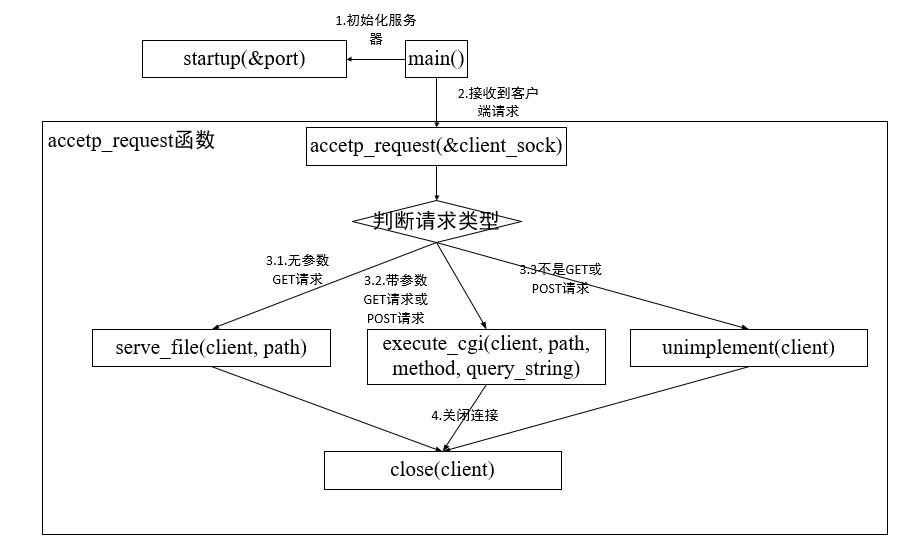 1.初始化服务
器
startup(&port)
main()
2.接收到客户
端请求
accetp_request函数
accetp_request(&client_sock)
判断请求类型
3.1.无参数
GET请求
3.2.带参数
GET请求或
POST请求
3.3不是GET或
POST请求
serve_file(client, path)
execute_cgi(client, path,
method, query_string)
unimplement(client)
4.关闭连接
close(client)